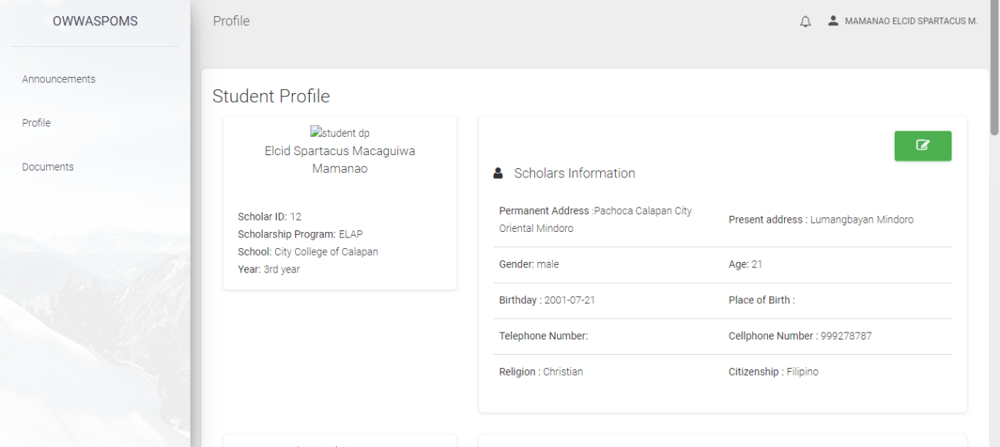 OWWASPOMS
Profile
MAMANAO ELCID SPARTACUS M.
Announcements
Profile
Documents
Student Profile
student dp
Elcid Spartacus Macaguiwa
Mamanao
Scholar ID: 12
Scholarship Program: ELAP
School: City College of Calapan
Year: 3rd year
Scholars Information
Permanent Address :Pachoca Calapan City
Oriental Mindoro
Present address : Lumangbayan Mindoro
Gender: male
Age: 21
Birthday : 2001-07-21
Place of Birth :
Telephone Number:
Cellphone Number : 999278787
Religion : Christian
Citizenship : Filipino